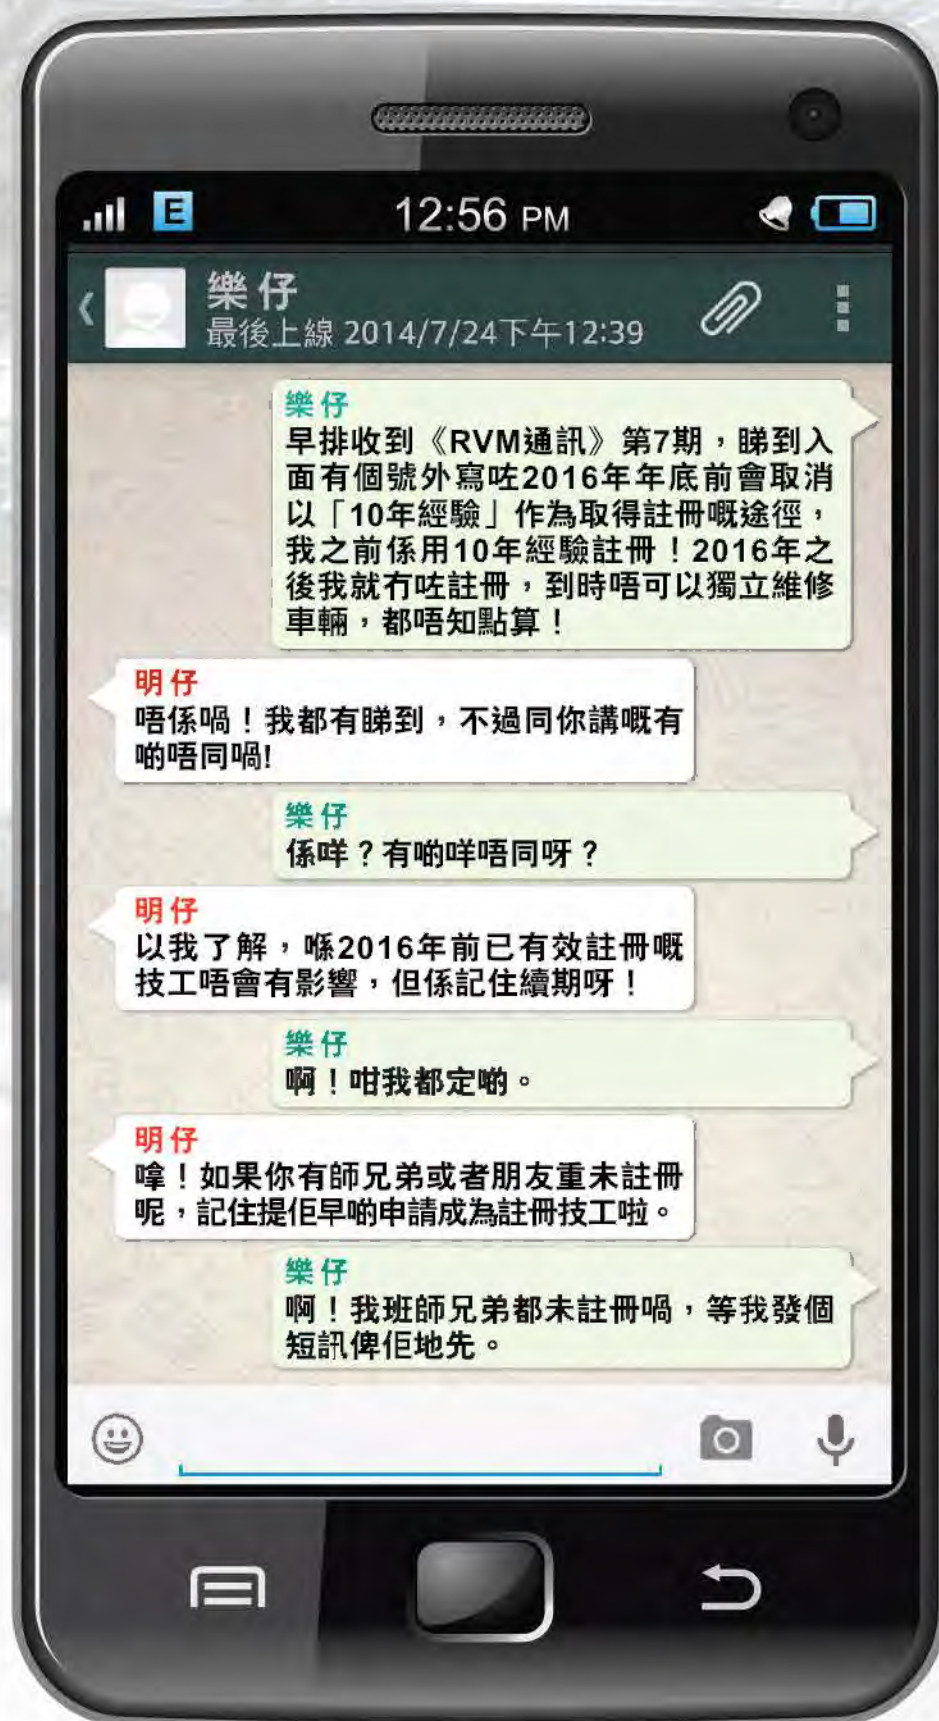 E 12:56 PM
樂仔
最後上線 2014/7/24下午12:39
樂仔
早排收到《RVM通訊》第7期，睇到入
面有個號外寫咗2016年年底前會取消
以「10年經驗」作為取得註冊嘅途徑，
我之前係用10年經驗註冊！2016年之
後我就冇咗註冊，到時唔可以獨立維修
車輛，都唔知點算！
明仔
唔係喎！我都有睇到，不過同你講嘅有
啲唔同喎!
樂仔
係咩？有啲咩唔同呀？
明仔
以我了解，喺2016年前已有效註冊嘅
技工唔會有影響，但係記住續期呀！
樂仔
啊！咁我都定啲。
明仔
嗱！如果你有師兄弟或者朋友重未註冊
呢，記住提佢早啲申請成為註冊技工啦。
樂仔
啊！我班師兄弟都未註冊喎，等我發個
短訊俾佢地先。